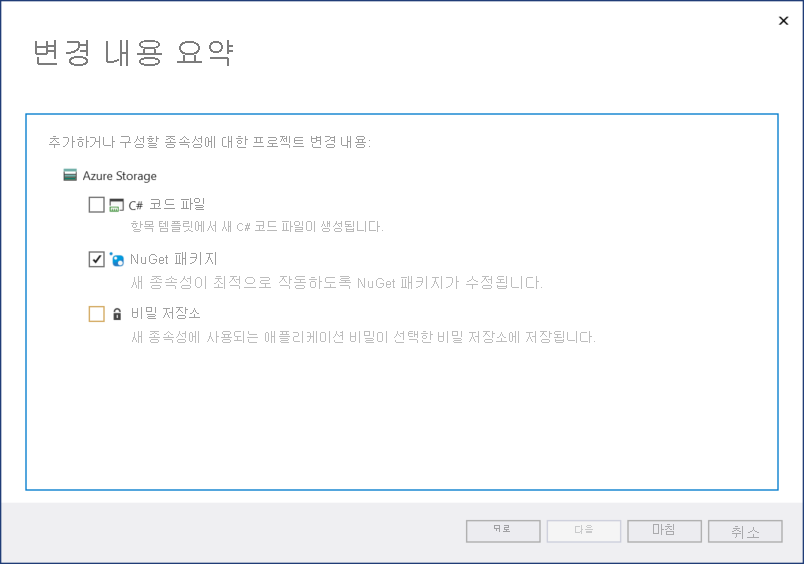 변경 내용 요약
추가하거나 구성할 종속성에 대한 프로젝트 변경 내용:
Azure Storage
C# 코드 파일
항목 템플릿에서 새 C# 코드 파일이 생성됩니다.
NuGet 패키지
새 종속성이 최적으로 작동하도록 NuGet 패키지가 수정됩니다.
비밀 저장소
새 종속성에 사용되는 애플리케이션 비밀이 선택한 비밀 저장소에 저장됩니다.
뒤로 다음 마침 취소